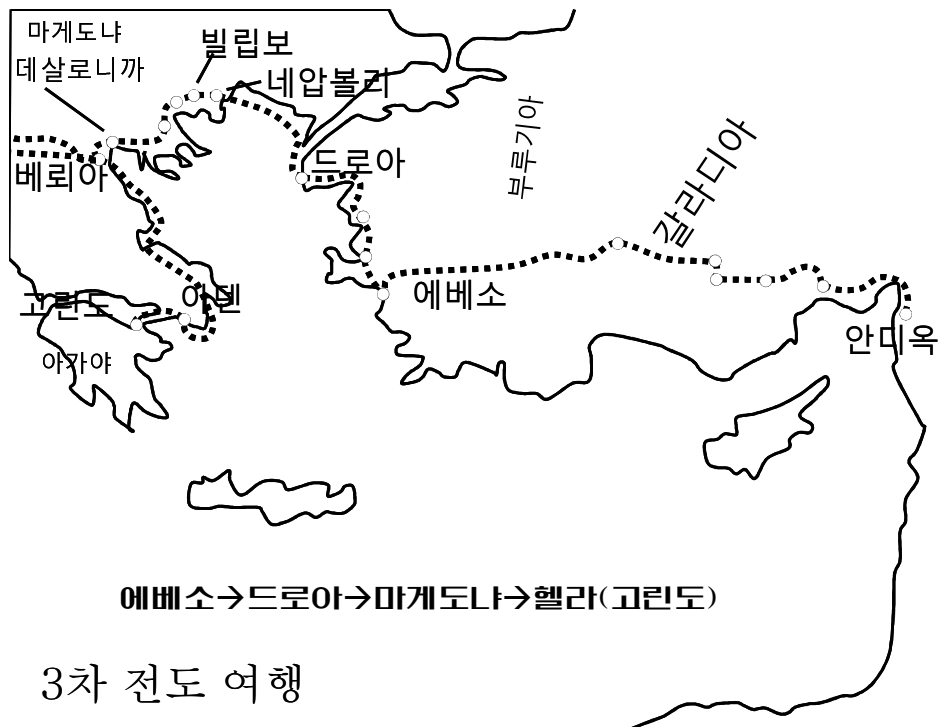 마게도냐
데살로니까
빌립보
네압볼리
부루기아
갈라디아
베뢰아
드로아
고린도
아덴
에베소
안디옥
아가야
에베소→드로아→마게도냐→헬라(고린도)
3차 전도 여행